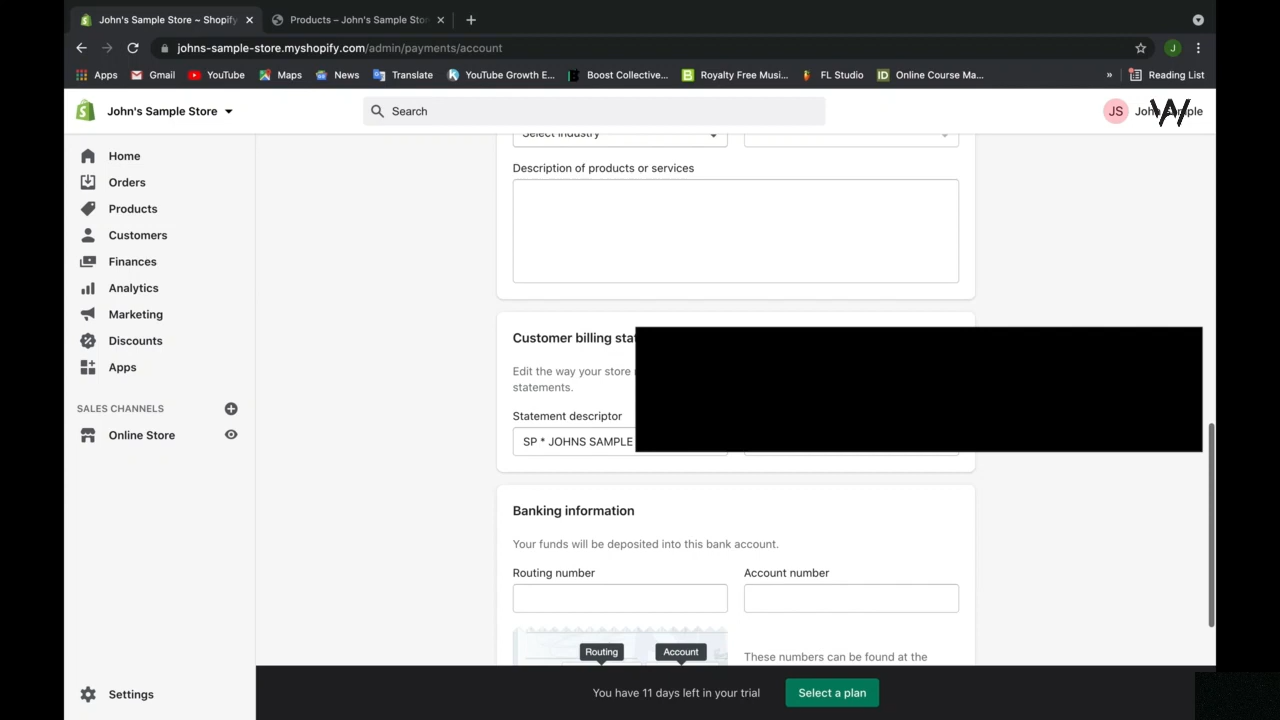 John's Sample Store ~ Shopify
Products – John's Sample Stor
johns-sample-store.myshopify.com/admin/payments/account
J
Apps
Gmail
YouTube
Maps
News
Translate
YouTube Growth E...
Boost Collective...
Royalty Free Musi...
FL Studio
Online Course Ma...
»
Reading List
John's Sample Store
Search
JS
John Sample
Home
Orders
Products
Customers
Finances
Analytics
Marketing
Discounts
Apps
SALES CHANNELS
Online Store
Settings
Select industry
Description of products or services
Customer billing
Edit the way your store
statements.
Statement descriptor
SP * JOHNS SAMPLE
Banking information
Your funds will be deposited into this bank account.
Routing number
Account number
Routing
Account
These numbers can be found at the
You have 11 days left in your trial
Select a plan